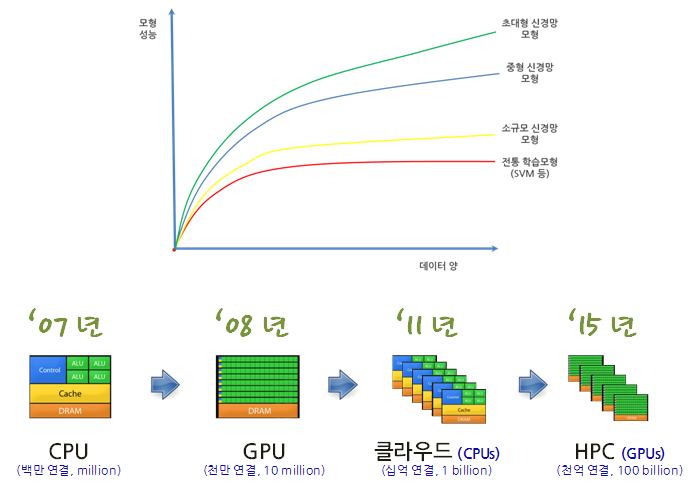 모형
성능
초대형 신경망
모형
중형 신경망
모형
소규모 신경망
모형
전통 학습모형
(SVM 등)
데이터 양
‘07 년
‘08 년
‘11 년
‘15 년
Control
ALU
ALU
ALU
ALU
Cache
DRAM
DRAM
ALU
ALU
Cache
DRAM
CPU
GPU
클라우드 (CPUs)
HPC (GPUs)
(백만 연결, million)
(천만 연결, 10 million)
(십억 연결, 1 billion)
(천억 연결, 100 billion)